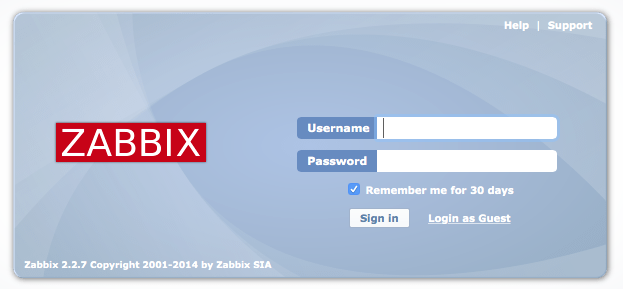 Help | Support
ZABBIX
Username
Password
Remember me for 30 days
Sign in
Login as Guest
Zabbix 2.2.7 Copyright 2001-2014 by Zabbix SIA